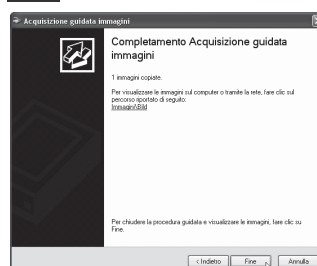 Acquisizione guidata immagini
Completamento Acquisizione guidata
immagini
1 immagini copiate.
Per visualizzare le immagini sul computer o tramite la rete, fare clic sul
percorso riportato di seguito:
Immagini\Bild
Per chiudere la procedura guidata e visualizzare le immagini, fare clic su
Fine.
< Indietro
Fine
Annulla